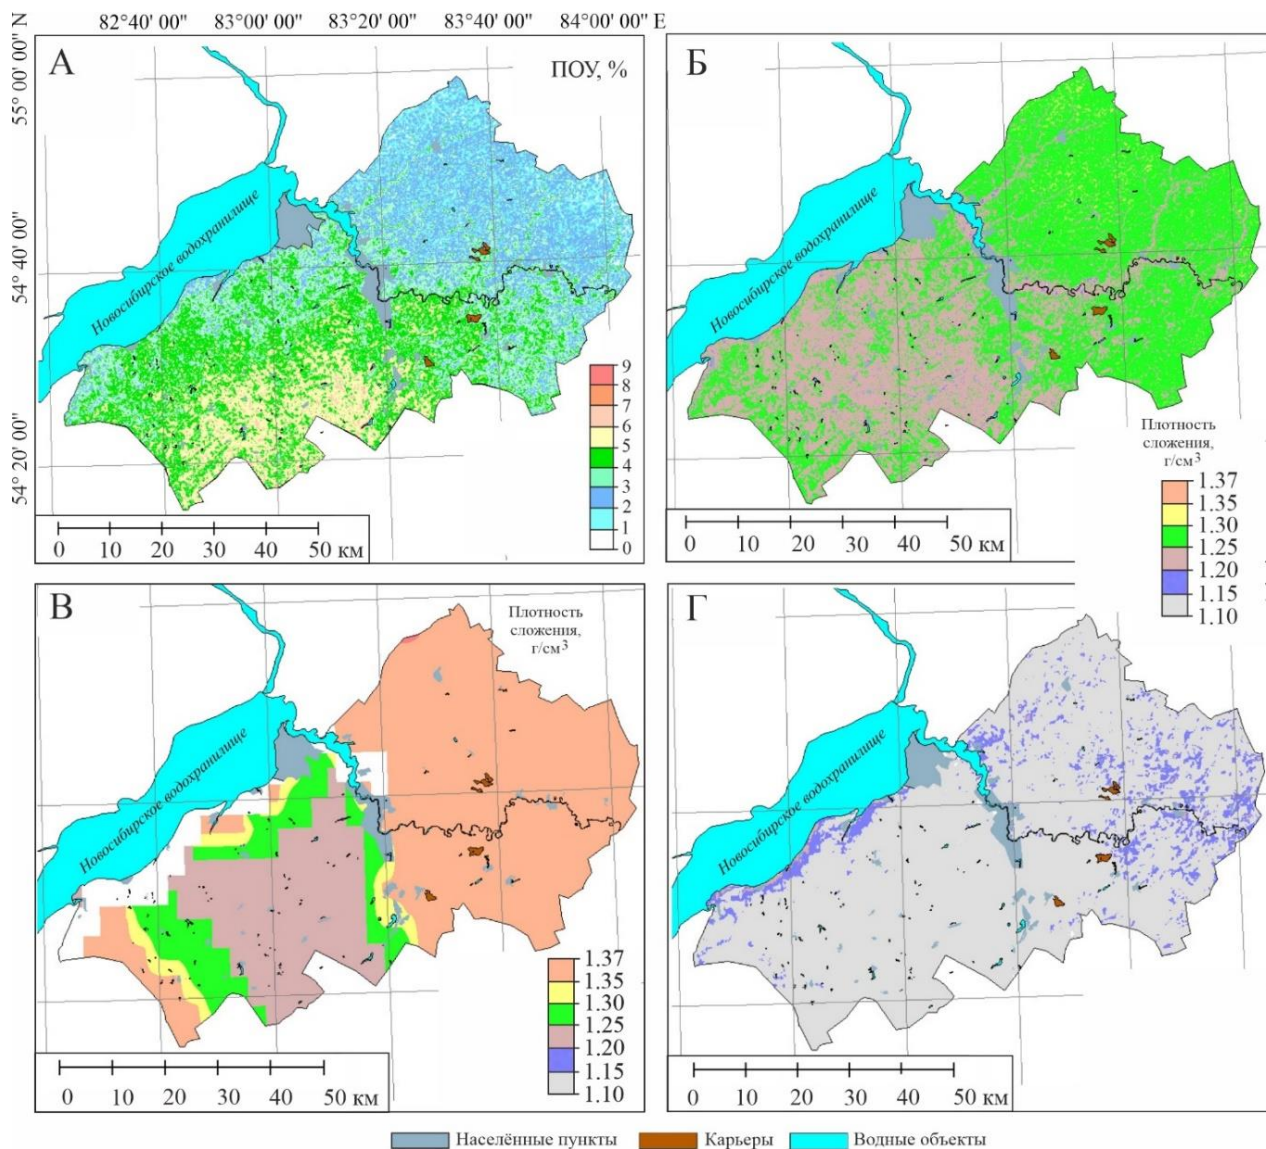 82°40' 00" 83°00' 00" 83°20' 00" 83°40' 00" 84°00' 00" E
55° 00' 00" N
54° 40' 00"
54° 20' 00"
А
ПОУ, %
Новосибирское водохранилище
9
8
7
6
5
4
3
2
1
0
0 10 20 30 40 50 км
Б
Новосибирское водохранилище
Плотность
сложения,
г/см3
1.37
1.35
1.30
1.25
1.20
1.15
1.10
0 10 20 30 40 50 км
В
Плотность
сложения,
г/см3
Новосибирское водохранилище
1.37
1.35
1.30
1.25
1.20
1.15
1.10
0 10 20 30 40 50 км
Г
Новосибирское водохранилище
0 10 20 30 40 50 км
Населённые пункты Карьеры Водные объекты